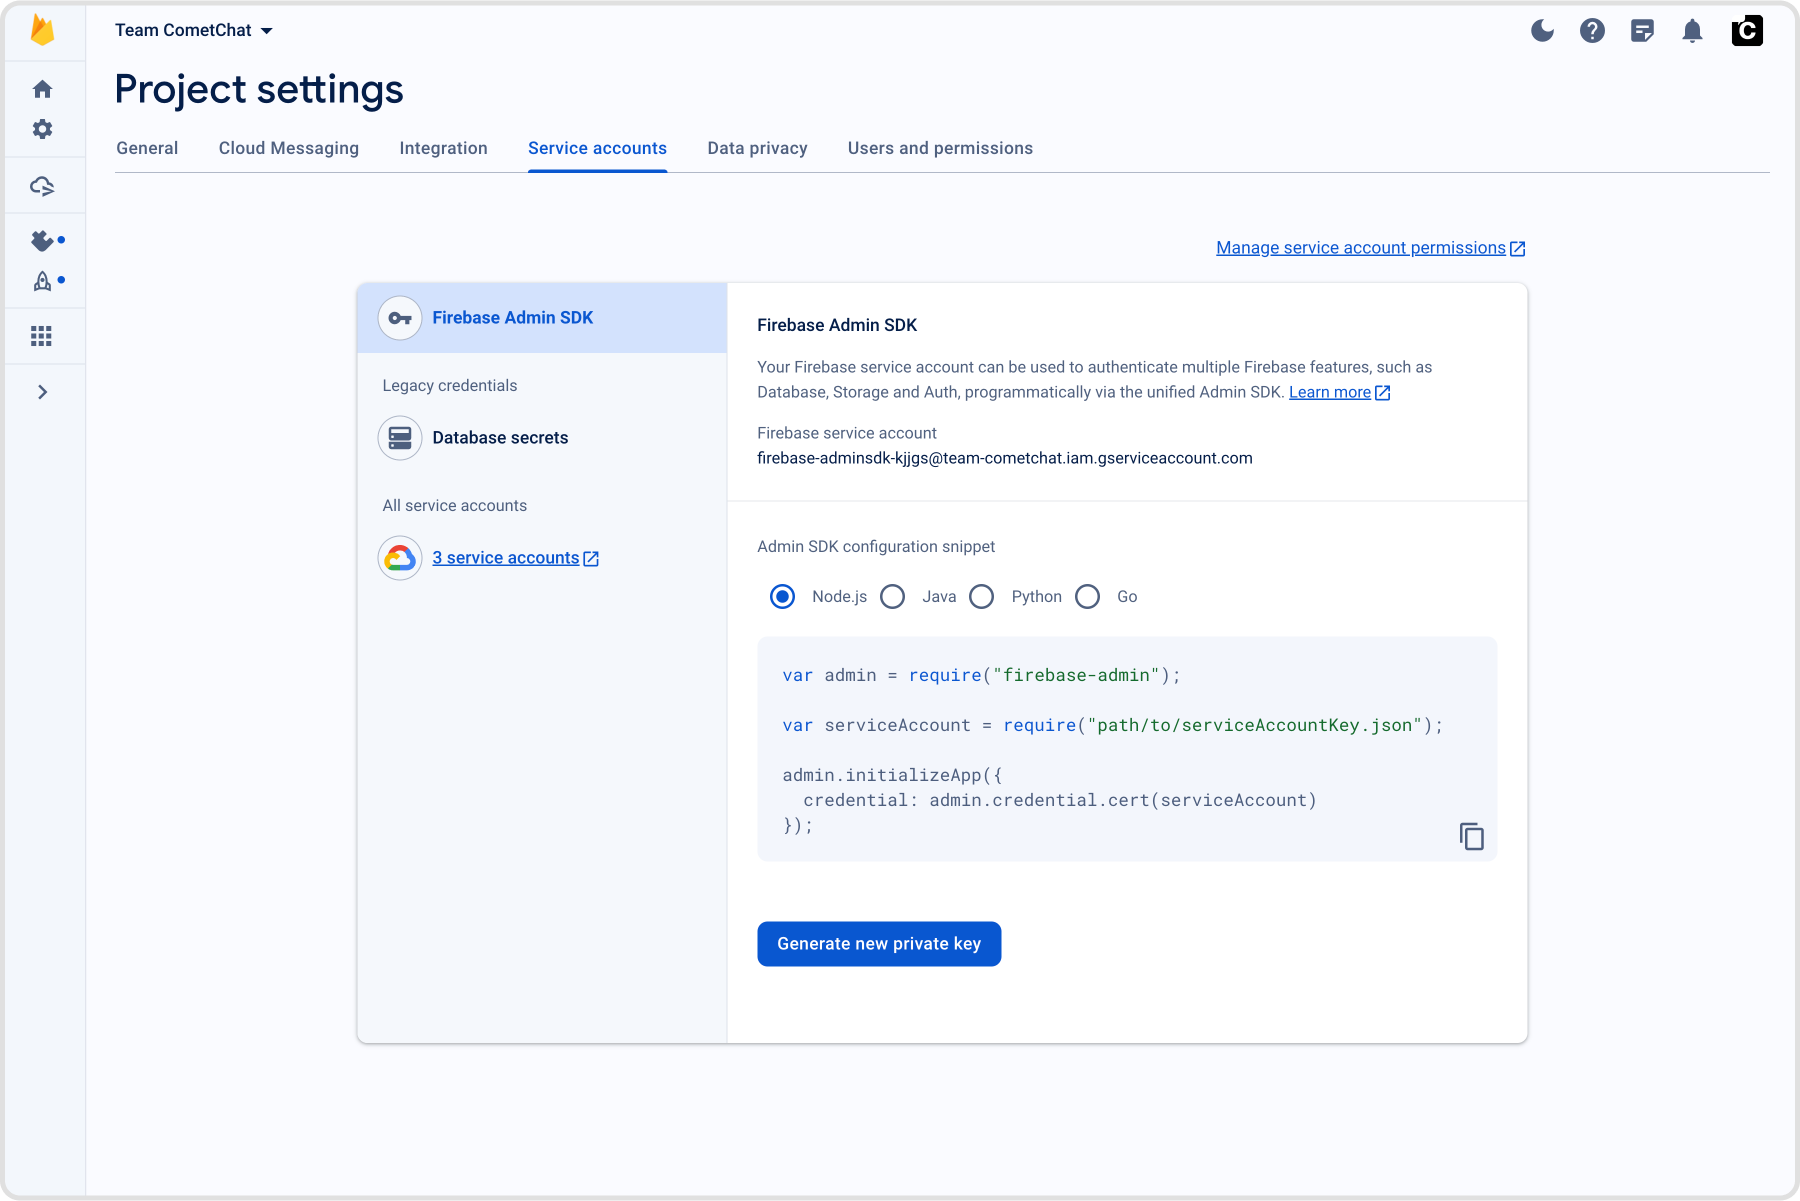 Team CometChat
C
Project settings
General
Cloud Messaging
Integration
Service accounts
Data privacy
Users and permissions
Manage service account permissions
Firebase Admin SDK
Legacy credentials
Database secrets
All service accounts
3 service accounts
Firebase Admin SDK
Your Firebase service account can be used to authenticate multiple Firebase features, such as
Database, Storage and Auth, programmatically via the unified Admin SDK. Learn more
Firebase service account
firebase-adminsdk-kjjgs@team-cometchat.iam.gserviceaccount.com
Admin SDK configuration snippet
Node.js
Java
Python
Go
var admin = require("firebase-admin");
var serviceAccount = require("path/to/serviceAccountKey.json");
admin.initializeApp({
  credential: admin.credential.cert(serviceAccount)
});
Generate new private key